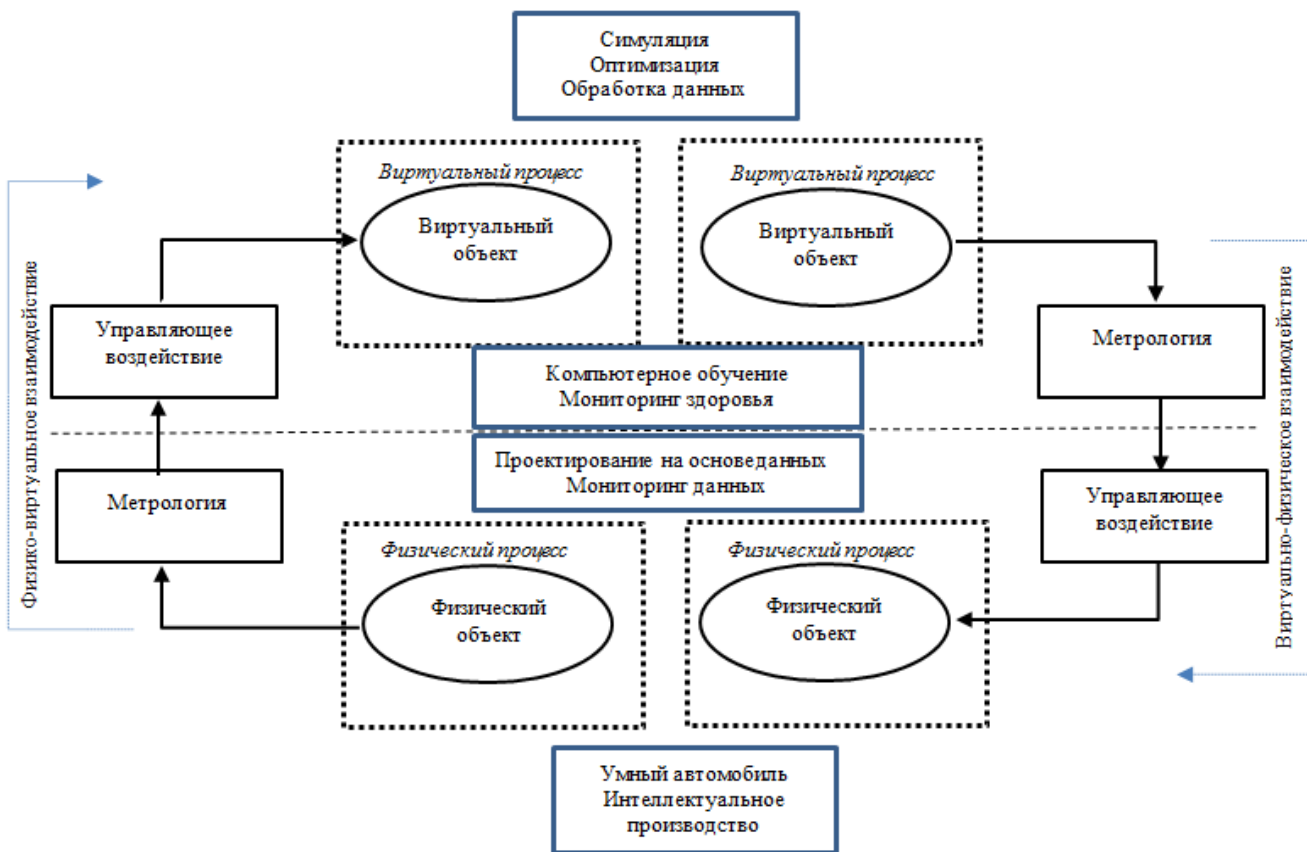 Симуляция
Оптимизация
Обработка данных
Виртуальный процесс
Виртуальный
объект
Виртуальный процесс
Виртуальный
объект
Физико-виртуальное взаимодействие
Управляющее
воздействие
Метрология
Виртуально-физическое взаимодействие
Компьютерное обучение
Мониторинг здоровья
Проектирование на основеданных
Мониторинг данных
Метрология
Управляющее
воздействие
Физический процесс
Физический
объект
Физический процесс
Физический
объект
Умный автомобиль
Интеллектуальное
производство